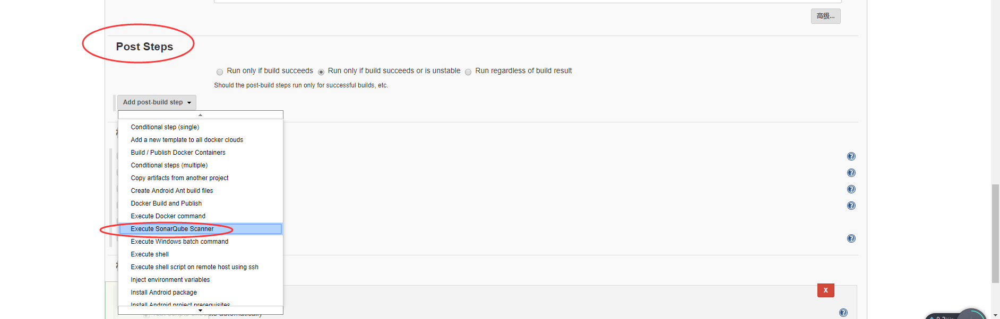 高级...
Post Steps
Run only if build succeeds Run only if build succeeds or is unstable Run regardless of build result
Should the post-build steps run only for successful builds, etc.
Add post-build step
Conditional step (single)
Add a new template to all docker clouds
Build / Publish Docker Containers
Conditional steps (multiple)
Copy artifacts from another project
Create Android Ant build files
Docker Build and Publish
Execute Docker command
Execute SonarQube Scanner
Execute Windows batch command
Execute shell
Execute shell script on remote host using ssh
Inject environment variables
Install Android package
X
Install Android project prerequisites
automatically